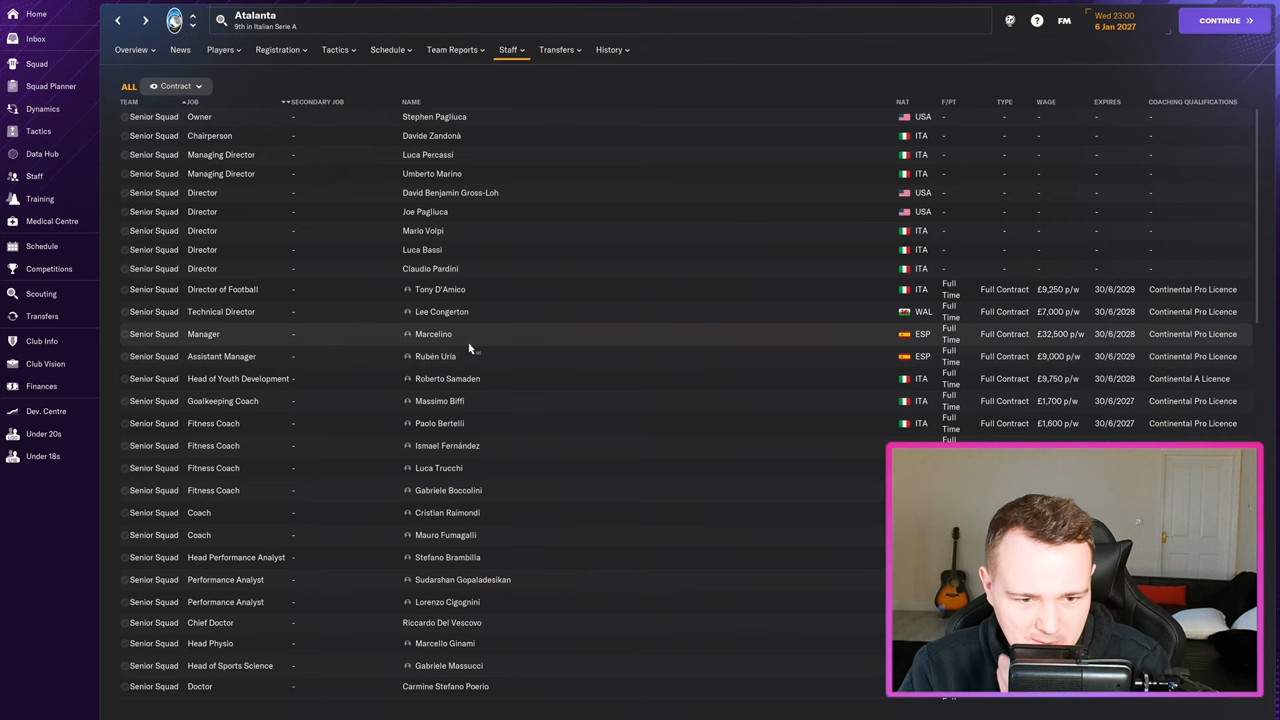 Home
Atalanta
9th in Italian Serie A
FM
Wed 23:00
6 Jan 2027
CONTINUE
Inbox
Squad
Squad Planner
Dynamics
Tactics
Data Hub
Staff
Training
Medical Centre
Schedule
Competitions
Scouting
Transfers
Club Info
Club Vision
Finances
Dev. Centre
Under 20s
Under 18s
Overview News Players Registration Tactics Schedule Team Reports Staff Transfers History
ALL Contract
TEAM JOB SECONDARY JOB NAME NAT F/PT TYPE WAGE EXPIRES COACHING QUALIFICATIONS
Senior Squad Owner - Stephen Pagliuca USA - - - - -
Senior Squad Chairperson - Davide Zandonà ITA - - - - -
Senior Squad Managing Director - Luca Percassi ITA - - - - -
Senior Squad Managing Director - Umberto Marino ITA - - - - -
Senior Squad Director - David Benjamin Gross-Loh USA - - - - -
Senior Squad Director - Joe Pagliuca USA - - - - -
Senior Squad Director - Mario Volpi ITA - - - - -
Senior Squad Director - Luca Bassi ITA - - - - -
Senior Squad Director - Claudio Pardini ITA - - - - -
Senior Squad Director of Football - Tony D'Amico ITA Full Time Full Contract £9,250 p/w 30/6/2029 Continental Pro Licence
Senior Squad Technical Director - Lee Congerton WAL Full Time Full Contract £7,000 p/w 30/6/2028 Continental Pro Licence
Senior Squad Manager - Marcelino ESP Full Time Full Contract £32,500 p/w 30/6/2028 Continental Pro Licence
Senior Squad Assistant Manager - Rubén Uría ESP Full Time Full Contract £9,000 p/w 30/6/2029 Continental Pro Licence
Senior Squad Head of Youth Development - Roberto Samaden ITA Full Time Full Contract £9,750 p/w 30/6/2028 Continental A Licence
Senior Squad Goalkeeping Coach - Massimo Biffi ITA Full Time Full Contract £1,700 p/w 30/6/2027 Continental Pro Licence
Senior Squad Fitness Coach - Paolo Bertelli ITA Full Time Full Contract £1,600 p/w 30/6/2027 Continental Pro Licence
Senior Squad Fitness Coach - Ismael Fernández Full
Senior Squad Fitness Coach - Luca Trucchi
Senior Squad Fitness Coach - Gabriele Boccolini
Senior Squad Coach - Cristian Raimondi
Senior Squad Coach - Mauro Fumagalli
Senior Squad Head Performance Analyst - Stefano Brambilla
Senior Squad Performance Analyst - Sudarshan Gopaladesikan
Senior Squad Performance Analyst - Lorenzo Cigognini
Senior Squad Chief Doctor - Riccardo Del Vescovo
Senior Squad Head Physio - Marcello Ginami
Senior Squad Head of Sports Science - Gabriele Massucci
Senior Squad Doctor - Carmine Stefano Poerio